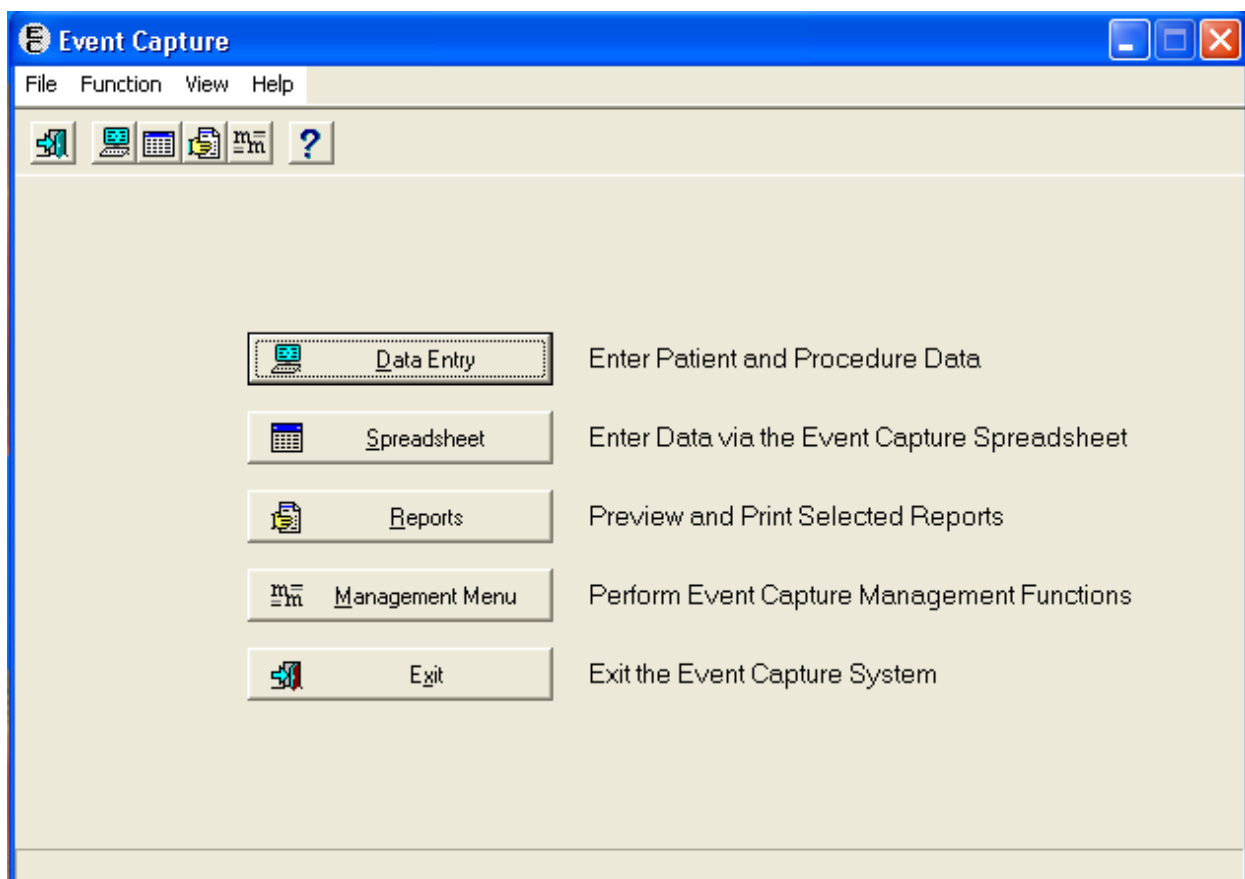 Event Capture
File Function View Help
Data Entry Enter Patient and Procedure Data
Spreadsheet Enter Data via the Event Capture Spreadsheet
Reports Preview and Print Selected Reports
Management Menu Perform Event Capture Management Functions
Exit Exit the Event Capture System